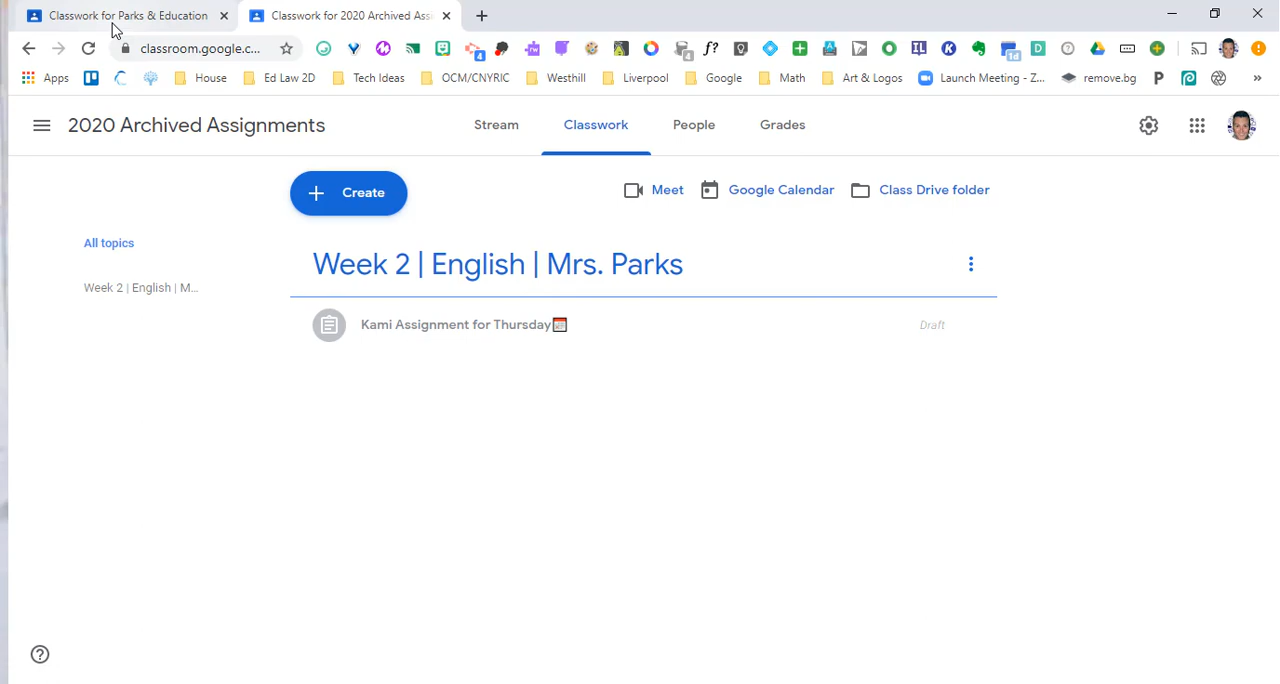 Classwork for Parks & Education
Classwork for 2020 Archived Assi
classroom.google.c...
Apps
House
Ed Law 2D
Tech Ideas
OCM/CNYRIC
Westhill
Liverpool
Google
Math
Art & Logos
Launch Meeting - Z...
remove.bg
2020 Archived Assignments
Stream
Classwork
People
Grades
Create
Meet
Google Calendar
Class Drive folder
All topics
Week 2 | English | M...
Week 2 | English | Mrs. Parks
Kami Assignment for Thursday
Draft